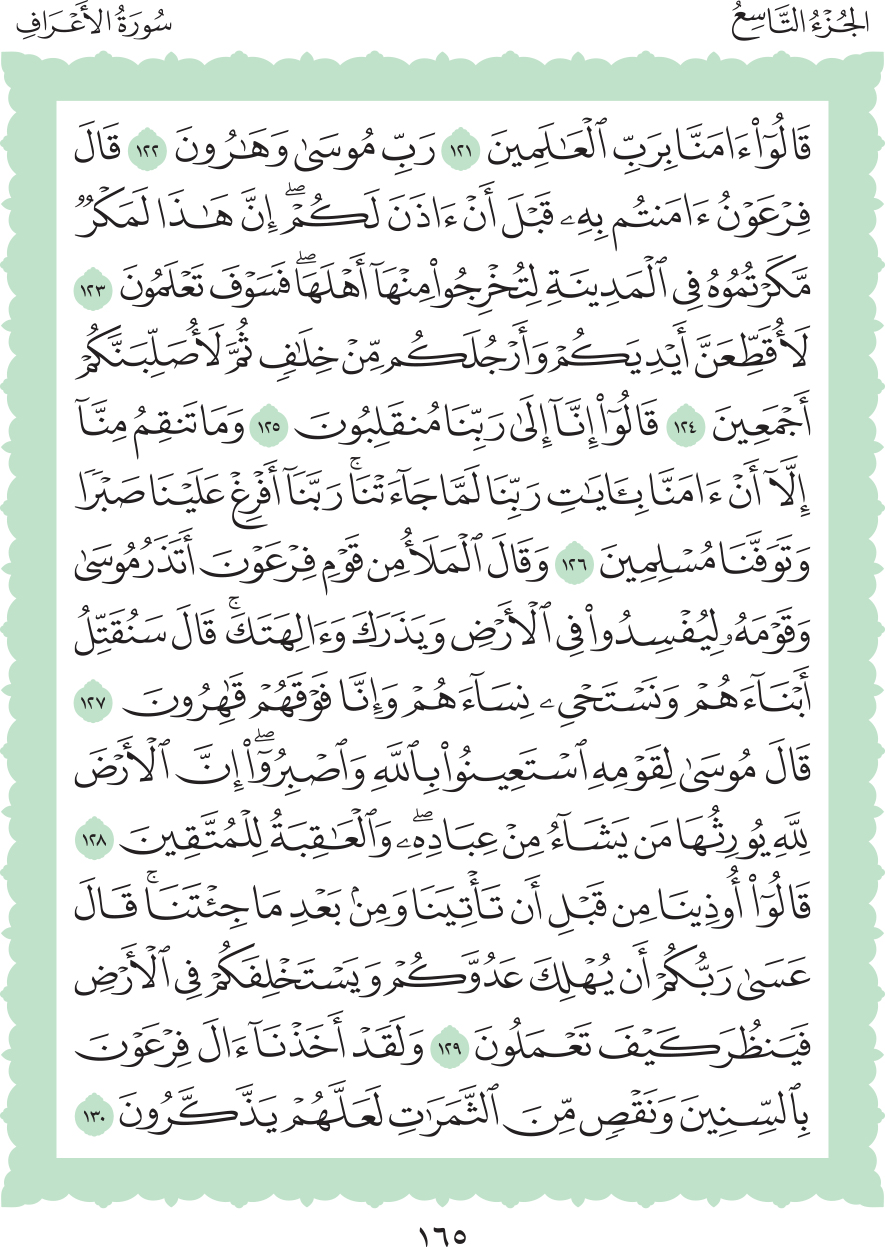 الجُزْءُ التَّاسِعُ
سُورَةُ الأَعْرَافِ
قَالُوٓا۟ ءَامَنَّا بِرَبِّ ٱلْعَـٰلَمِينَ ١٢١ رَبِّ مُوسَىٰ وَهَـٰرُونَ ١٢٢ قَالَ
فِرْعَوْنُ ءَامَنتُم بِهِۦ قَبْلَ أَنْ ءَاذَنَ لَكُمْ ۖ إِنَّ هَـٰذَا لَمَكْرٌ
مَّكَرْتُمُوهُ فِى ٱلْمَدِينَةِ لِتُخْرِجُوا۟ مِنْهَآ أَهْلَهَا ۖ فَسَوْفَ تَعْلَمُونَ ١٢٣
لَأُقَطِّعَنَّ أَيْدِيَكُمْ وَأَرْجُلَكُم مِّنْ خِلَـٰفٍ ثُمَّ لَأُصَلِّبَنَّكُمْ
أَجْمَعِينَ ١٢٤ قَالُوٓا۟ إِنَّآ إِلَىٰ رَبِّنَا مُنقَلِبُونَ ١٢٥ وَمَا تَنقِمُ مِنَّآ
إِلَّآ أَنْ ءَامَنَّا بِـَٔايَـٰتِ رَبِّنَا لَمَّا جَآءَتْنَا ۚ رَبَّنَآ أَفْرِغْ عَلَيْنَا صَبْرًا
وَتَوَفَّنَا مُسْلِمِينَ ١٢٦ وَقَالَ ٱلْمَلَأُ مِن قَوْمِ فِرْعَوْنَ أَتَذَرُ مُوسَىٰ
وَقَوْمَهُۥ لِيُفْسِدُوا۟ فِى ٱلْأَرْضِ وَيَذَرَكَ وَءَالِهَتَكَ ۚ قَالَ سَنُقَتِّلُ
أَبْنَآءَهُمْ وَنَسْتَحْىِۦ نِسَآءَهُمْ وَإِنَّا فَوْقَهُمْ قَـٰهِرُونَ ١٢٧
قَالَ مُوسَىٰ لِقَوْمِهِ ٱسْتَعِينُوا۟ بِٱللَّهِ وَٱصْبِرُوٓا۟ ۖ إِنَّ ٱلْأَرْضَ
لِلَّهِ يُورِثُهَا مَن يَشَآءُ مِنْ عِبَادِهِۦ ۖ وَٱلْعَـٰقِبَةُ لِلْمُتَّقِينَ ١٢٨
قَالُوٓا۟ أُوذِينَا مِن قَبْلِ أَن تَأْتِيَنَا وَمِنۢ بَعْدِ مَا جِئْتَنَا ۚ قَالَ
عَسَىٰ رَبُّكُمْ أَن يُهْلِكَ عَدُوَّكُمْ وَيَسْتَخْلِفَكُمْ فِى ٱلْأَرْضِ
فَيَنظُرَ كَيْفَ تَعْمَلُونَ ١٢٩ وَلَقَدْ أَخَذْنَآ ءَالَ فِرْعَوْنَ
بِٱلسِّنِينَ وَنَقْصٍ مِّنَ ٱلثَّمَرَٰتِ لَعَلَّهُمْ يَذَّكَّرُونَ ١٣٠
١٦٥